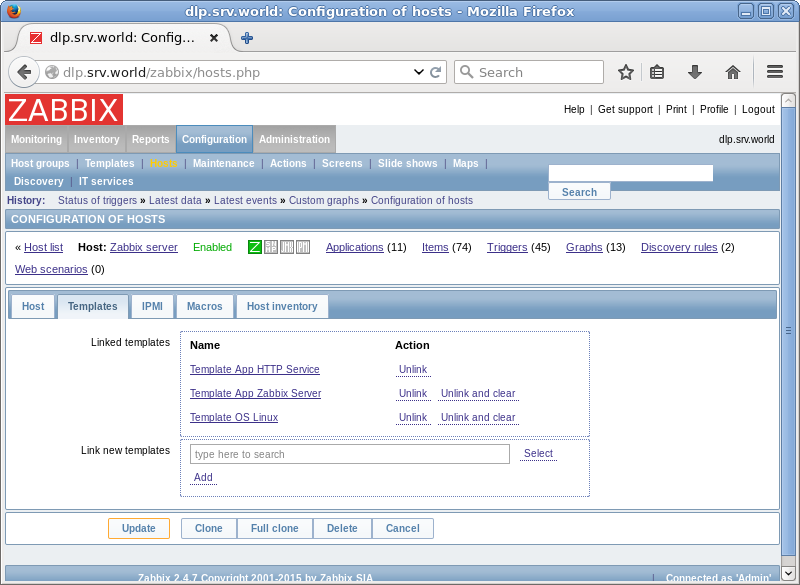 dlp.srv.world: Configuration of hosts - Mozilla Firefox
dlp.srv.world: Config...
dlp.srv.world/zabbix/hosts.php
Search
ZABBIX
Help | Get support | Print | Profile | Logout
Monitoring Inventory Reports Configuration Administration
dlp.srv.world
Host groups | Templates | Hosts | Maintenance | Actions | Screens | Slide shows | Maps |
Discovery | IT services
Search
History: Status of triggers » Latest data » Latest events » Custom graphs » Configuration of hosts
CONFIGURATION OF HOSTS
« Host list Host: Zabbix server Enabled Z Applications (11) Items (74) Triggers (45) Graphs (13) Discovery rules (2)
Web scenarios (0)
Host Templates IPMI Macros Host inventory
Linked templates
Name Action
Template App HTTP Service Unlink
Template App Zabbix Server Unlink Unlink and clear
Template OS Linux Unlink Unlink and clear
Link new templates
type here to search Select
Add
Update Clone Full clone Delete Cancel
Zabbix 2.4.7 Copyright 2001-2015 by Zabbix SIA | Connected as 'Admin'